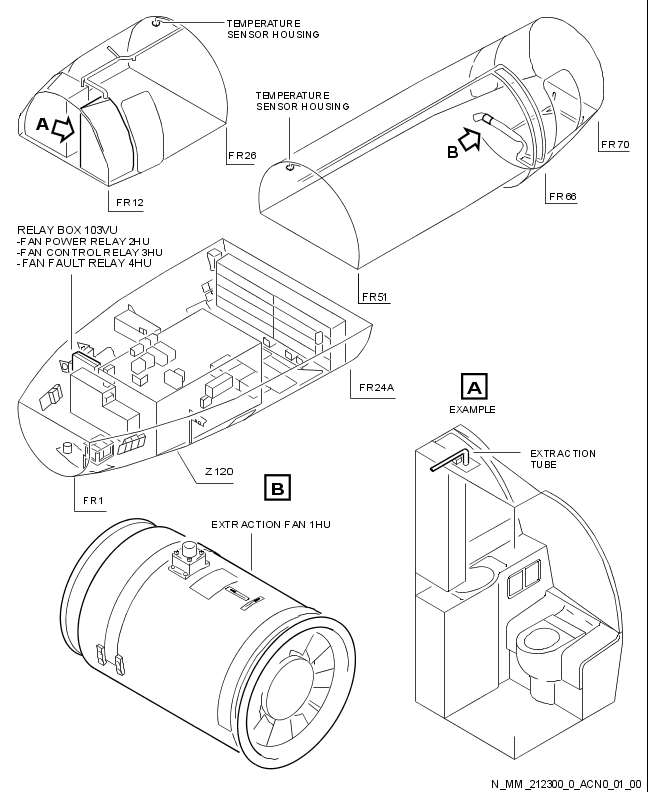 TEMPERATURE
SENSOR HOUSING
TEMPERATURE
SENSOR HOUSING
A
B
FR26
FR70
FR12
FR66
RELAY BOX 103VU
-FAN POWER RELAY 2HU
-FAN CONTROL RELAY 3HU
-FAN FAULT RELAY 4HU
FR51
FR24A
A
EXAMPLE
EXTRACTION
TUBE
Z120
FR1
B
EXTRACTION FAN 1HU
N_MM_212300_0_ACN0_01_00